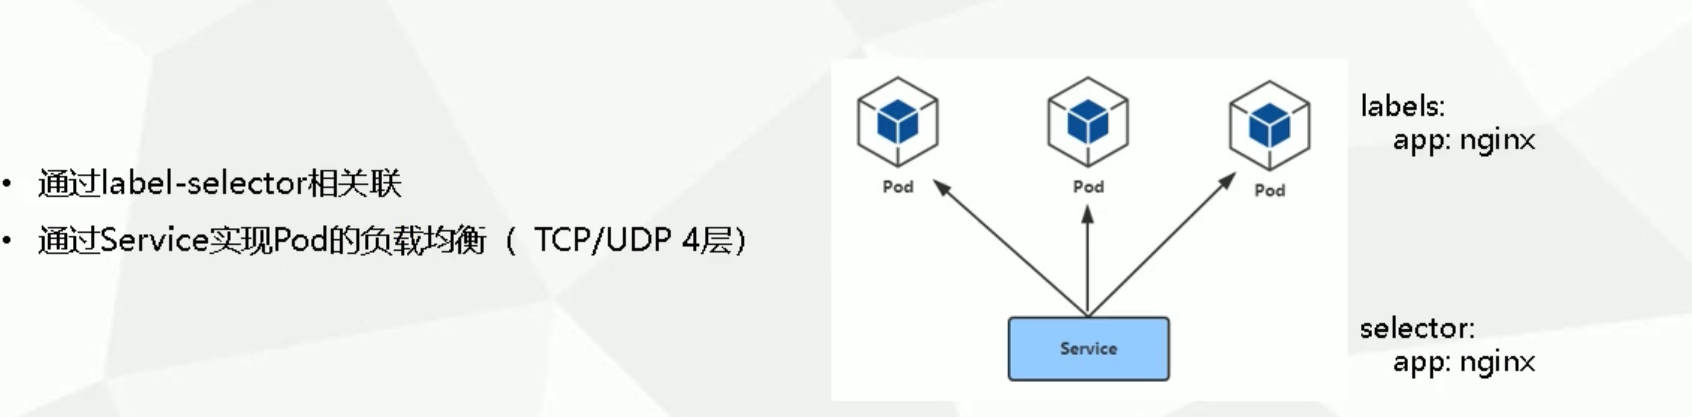 • 通过label-selector相关联
• 通过Service实现Pod的负载均衡（ TCP/UDP 4层）
Pod
Pod
Pod
Service
labels:
app: nginx
selector:
app: nginx